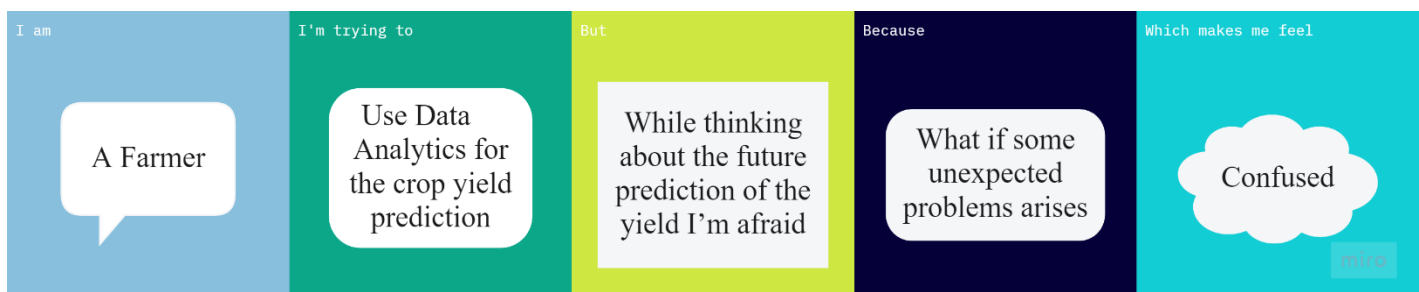 I am
A Farmer
I'm trying to
Use Data
Analytics for
the crop yield
prediction
But
While thinking
about the future
prediction of the
yield I’m afraid
Because
What if some
unexpected
problems arises
Which makes me feel
Confused
miro